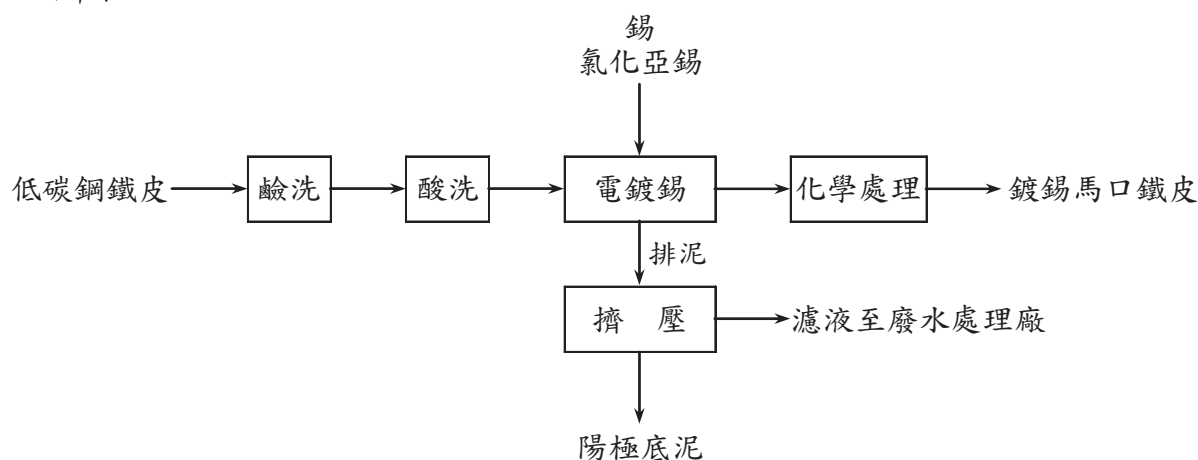 錫
氯化亞錫
低碳鋼鐵皮
鹼洗
酸洗
電鍍錫
化學處理
鍍錫馬口鐵皮
排泥
擠 壓
濾液至廢水處理廠
陽極底泥